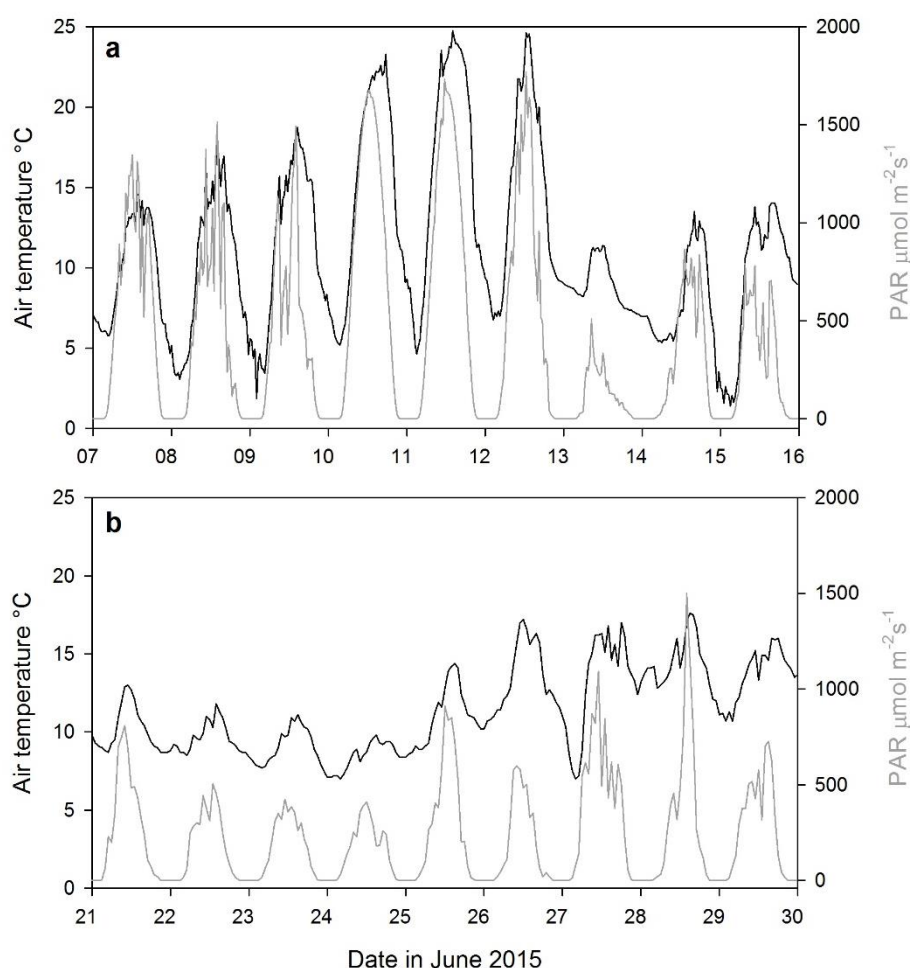 a
25
20
15
10
5
0
Air temperature °C
2000
1500
1000
500
0
PAR μmol m⁻²s⁻¹
07 08 09 10 11 12 13 14 15 16
b
25
20
15
10
5
0
Air temperature °C
2000
1500
1000
500
0
PAR μmol m⁻²s⁻¹
21 22 23 24 25 26 27 28 29 30
Date in June 2015